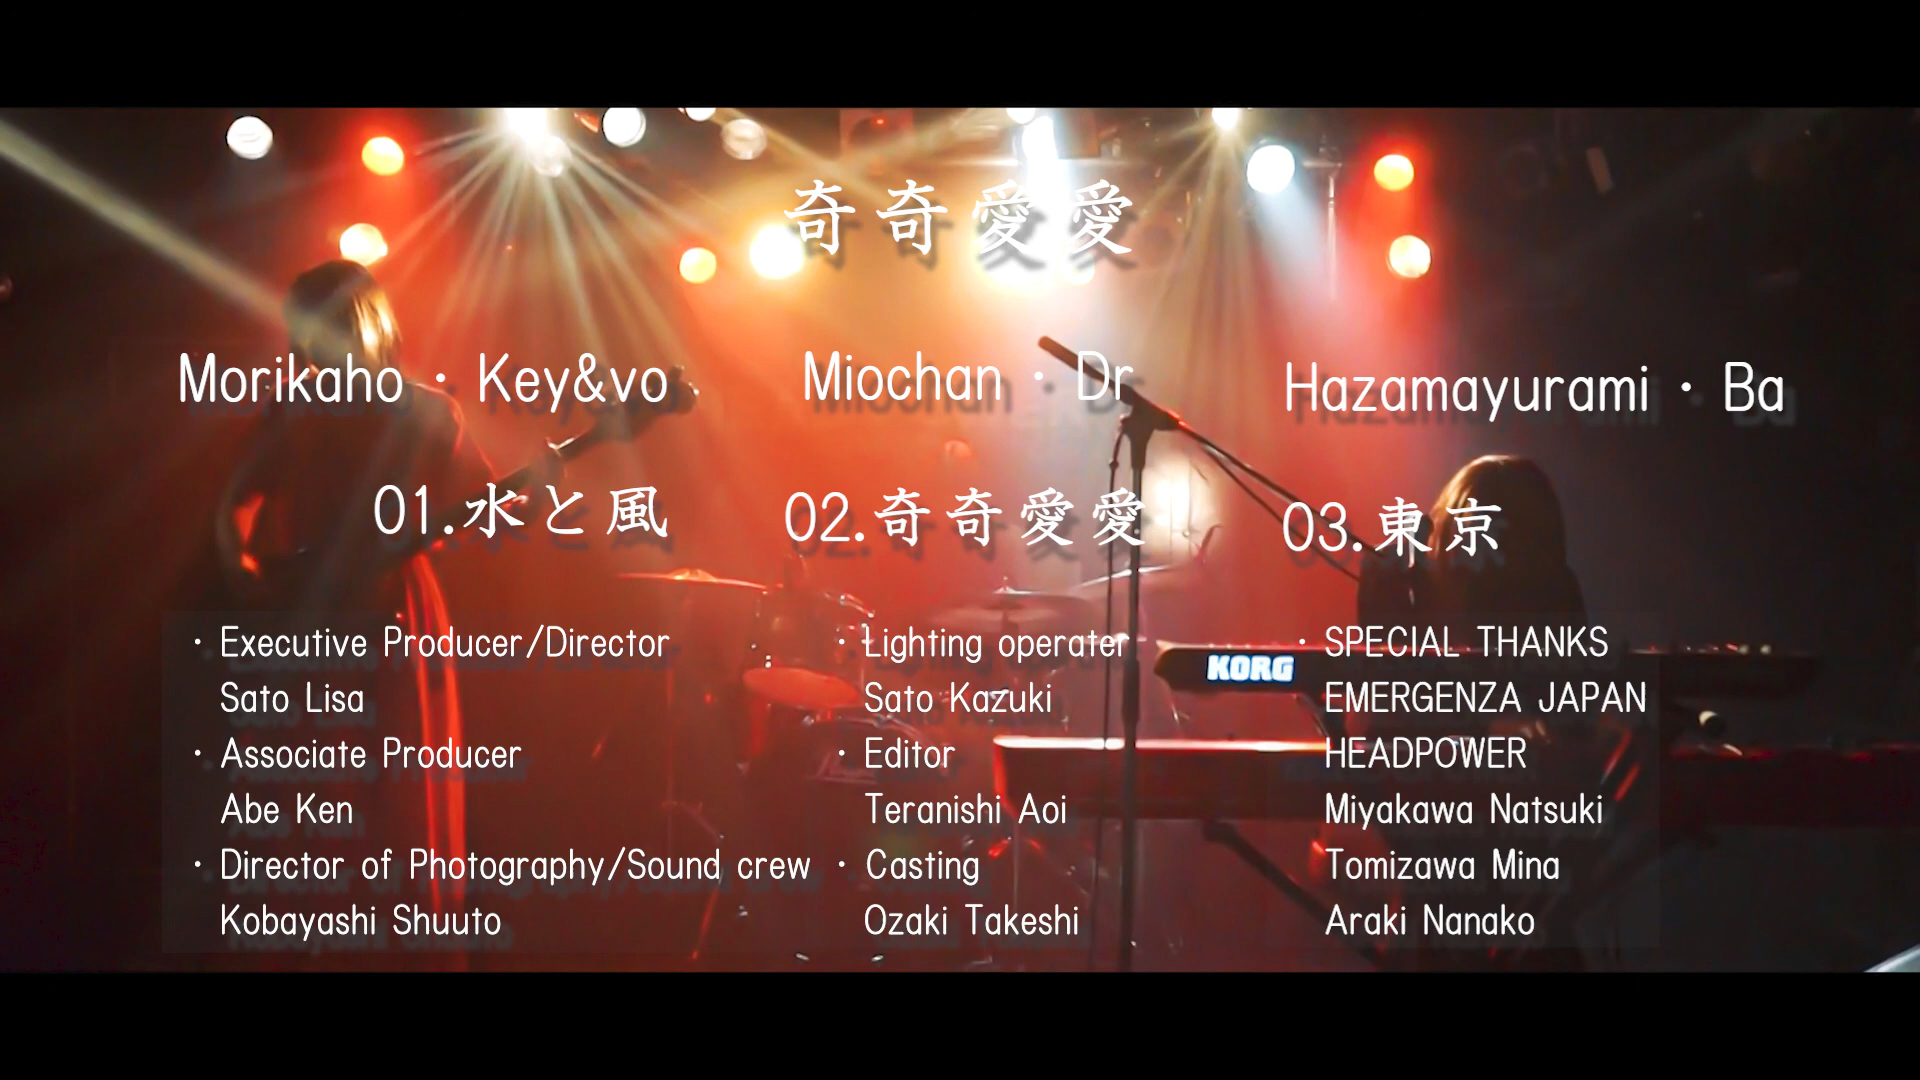 奇奇愛愛
Morikaho・Key&vo
Miochan・Dr
Hazamayurami・Ba
01.水と風
02.奇奇愛愛
03.東京
・Executive Producer/Director
Sato Lisa
・Associate Producer
Abe Ken
・Director of Photography/Sound crew
Kobayashi Shuuto
・Lighting operater
Sato Kazuki
・Editor
Teranishi Aoi
・Casting
Ozaki Takeshi
・SPECIAL THANKS
EMERGENZA JAPAN
HEADPOWER
Miyakawa Natsuki
Tomizawa Mina
Araki Nanako
KORG